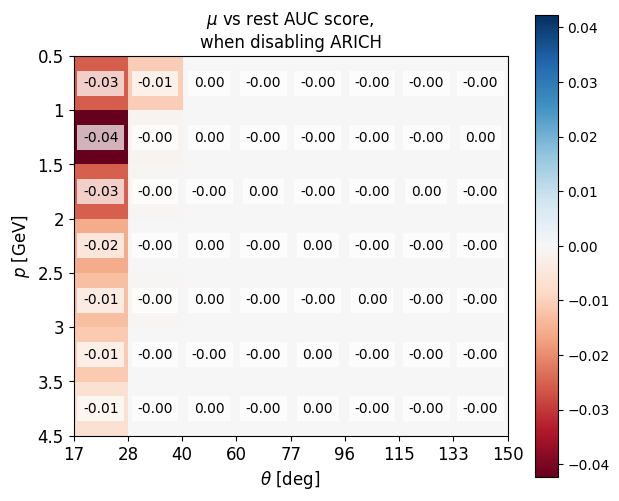 μ vs rest AUC score,
when disabling ARICH
0.5
-0.03 -0.01 0.00 -0.00 -0.00 -0.00 -0.00 -0.00
1
-0.04 -0.00 0.00 -0.00 -0.00 -0.00 -0.00 0.00
1.5
-0.03 -0.00 -0.00 0.00 -0.00 -0.00 0.00 -0.00
2
-0.02 -0.00 0.00 -0.00 0.00 -0.00 -0.00 -0.00
2.5
-0.01 -0.00 0.00 -0.00 -0.00 0.00 -0.00 -0.00
3
-0.01 -0.00 -0.00 -0.00 0.00 -0.00 -0.00 -0.00
3.5
-0.01 -0.00 0.00 -0.00 0.00 -0.00 -0.00 -0.00
4.5
p [GeV]
17 28 40 60 77 96 115 133 150
θ [deg]
0.04
0.03
0.02
0.01
0.00
−0.01
−0.02
−0.03
−0.04